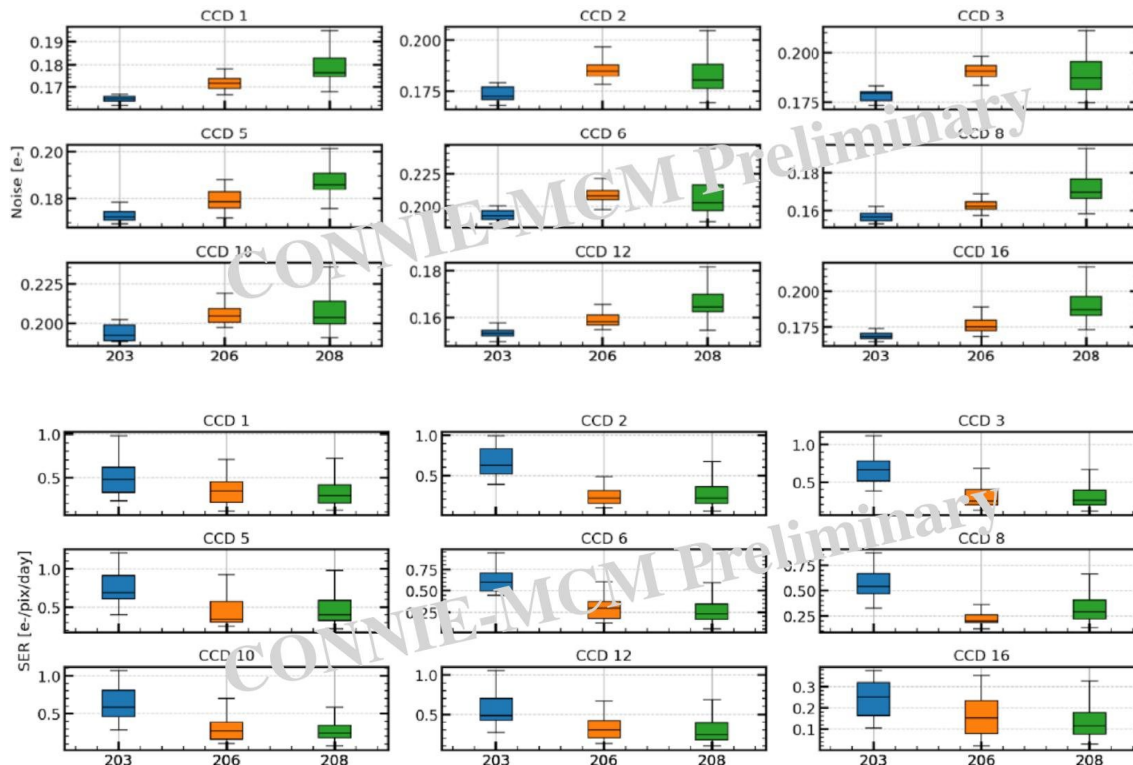 CCD 1 CCD 2 CCD 3
0.19 0.200 0.200
0.18
0.17 0.175 0.175
CCD 5 CCD 6 CCD 8
0.20 0.225 0.16
0.18 0.200
Noise [e-]
CCD 10 CCD 12 CCD 16
0.225 0.18 0.200
0.200 0.16 0.175
203 206 208 203 206 208 203 206 208
CONNIE-MCM Preliminary
CCD 1 CCD 2 CCD 3
1.0 1.0 1.0
0.5 0.5 0.5
CCD 5 CCD 6 CCD 8
1.0 0.75 0.75
0.5 0.25 0.25
SER [e-/pix/day]
CCD 10 CCD 12 CCD 16
1.0 1.0 0.3
0.5 0.5 0.2
0.1
203 206 208 203 206 208 203 206 208
CONNIE-MCM Preliminary